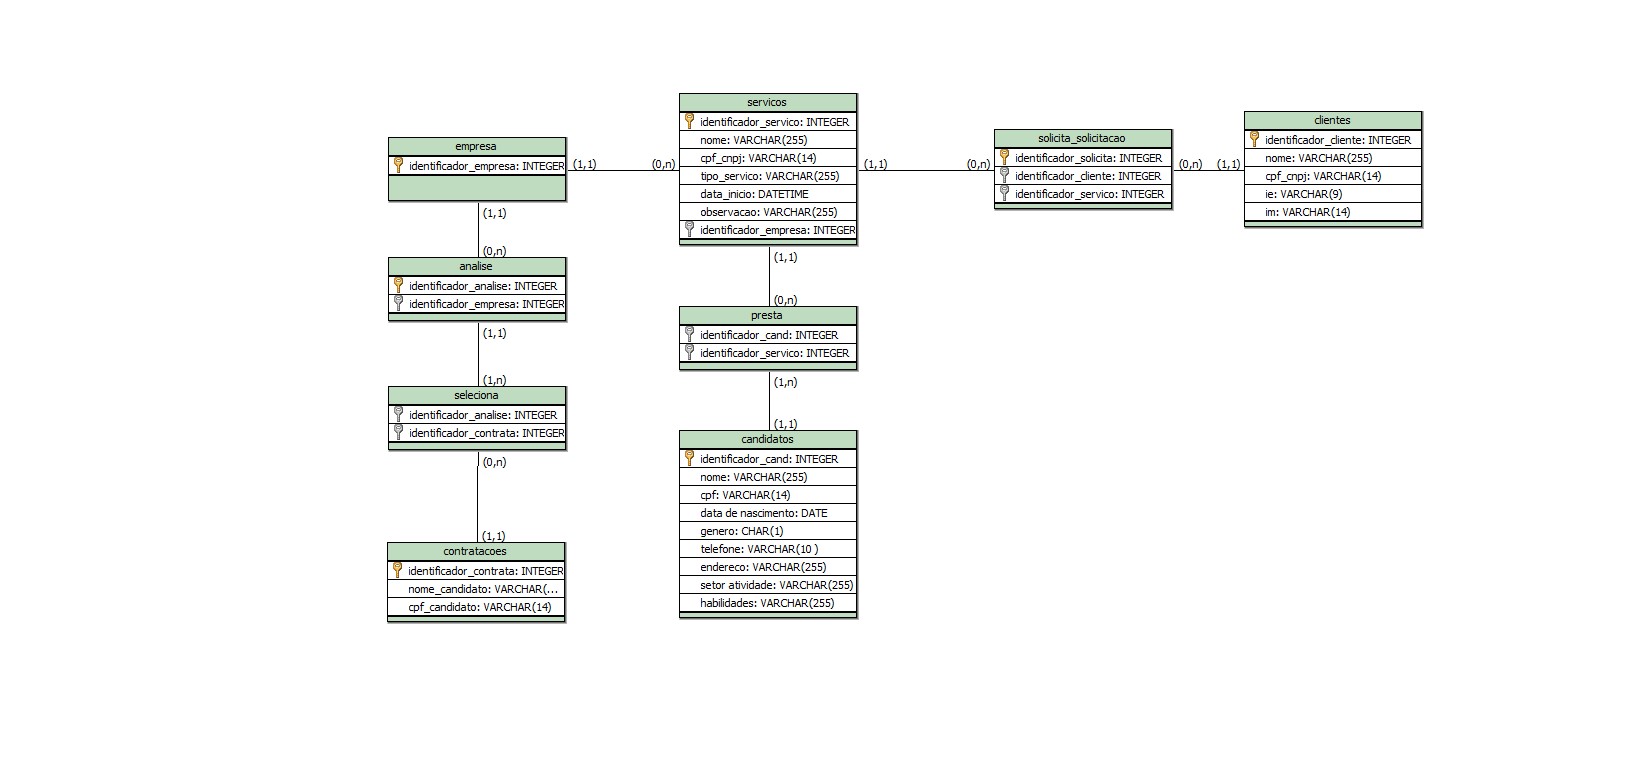 servicos
identificador_servico: INTEGER
nome: VARCHAR(255)
cpf_cnpj: VARCHAR(14)
tipo_servico: VARCHAR(255)
data_inicio: DATETIME
observacao: VARCHAR(255)
identificador_empresa: INTEGER
empresa
identificador_empresa: INTEGER
(1,1)
(0,n)
(1,1)
(0,n)
solicita_solicitacao
identificador_solicita: INTEGER
identificador_cliente: INTEGER
identificador_servico: INTEGER
(0,n)
(1,1)
clientes
identificador_cliente: INTEGER
nome: VARCHAR(255)
cpf_cnpj: VARCHAR(14)
ie: VARCHAR(9)
im: VARCHAR(14)
(1,1)
(0,n)
analise
identificador_analise: INTEGER
identificador_empresa: INTEGER
(1,1)
(1,n)
seleciona
identificador_analise: INTEGER
identificador_contrata: INTEGER
(0,n)
(1,1)
contratacoes
identificador_contrata: INTEGER
nome_candidato: VARCHAR(...
cpf_candidato: VARCHAR(14)
(1,1)
(0,n)
presta
identificador_cand: INTEGER
identificador_servico: INTEGER
(1,n)
(1,1)
candidatos
identificador_cand: INTEGER
nome: VARCHAR(255)
cpf: VARCHAR(14)
data de nascimento: DATE
genero: CHAR(1)
telefone: VARCHAR(10 )
endereco: VARCHAR(255)
setor atividade: VARCHAR(255)
habilidades: VARCHAR(255)